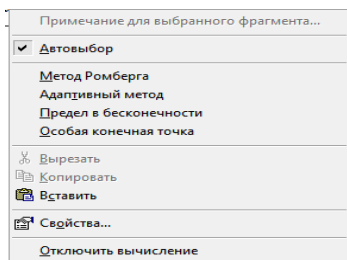 Примечание для выбранного фрагмента...
Автовыбор
Метод Ромберга
Адаптивный метод
Предел в бесконечности
Особая конечная точка
Вырезать
Копировать
Вставить
Свойства...
Отключить вычисление